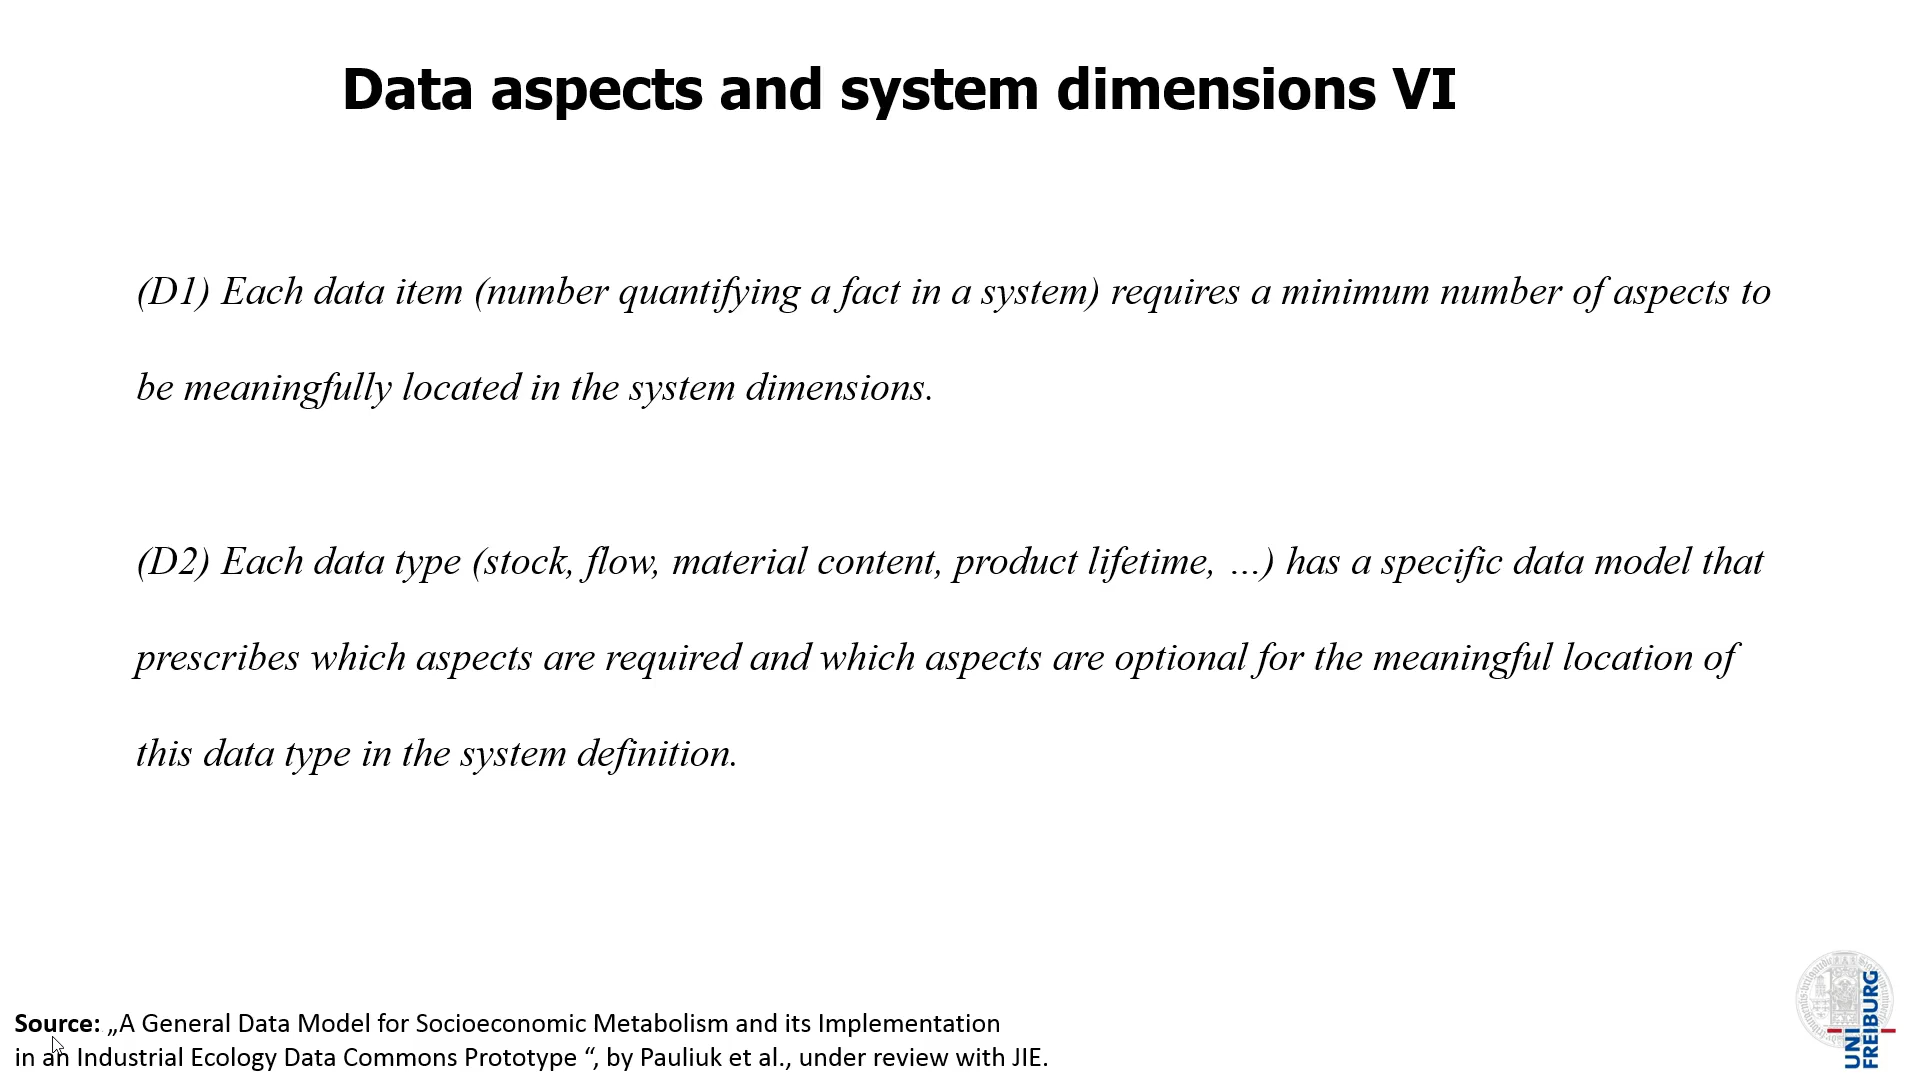 Data aspects and system dimensions VI
(D1) Each data item (number quantifying a fact in a system) requires a minimum number of aspects to
be meaningfully located in the system dimensions.
(D2) Each data type (stock, flow, material content, product lifetime, …) has a specific data model that
prescribes which aspects are required and which aspects are optional for the meaningful location of
this data type in the system definition.
Source: „A General Data Model for Socioeconomic Metabolism and its Implementation
in an Industrial Ecology Data Commons Prototype “, by Pauliuk et al., under review with JIE.
UNI
FREIBURG